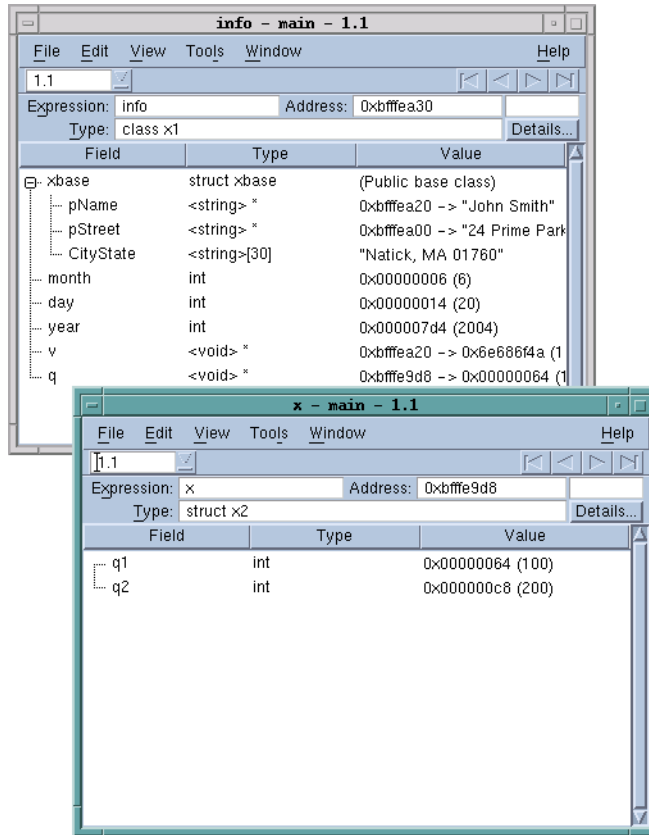 info - main - 1.1
File Edit View Tools Window Help
1.1
Expression: info Address: 0xbfffea30
Type: class x1 Details...
Field Type Value
xbase struct xbase (Public base class)
pName <string> * 0xbfffea20 -> "John Smith"
pStreet <string> * 0xbfffea00 -> "24 Prime Park
CityState <string>[30] "Natick, MA 01760"
month int 0x00000006 (6)
day int 0x00000014 (20)
year int 0x000007d4 (2004)
v <void> * 0xbfffea20 -> 0x6e686f4a (1
q <void> * 0xbfffe9d8 -> 0x00000064 (1
x - main - 1.1
File Edit View Tools Window Help
1.1
Expression: x Address: 0xbfffe9d8
Type: struct x2 Details...
Field Type Value
q1 int 0x00000064 (100)
q2 int 0x000000c8 (200)